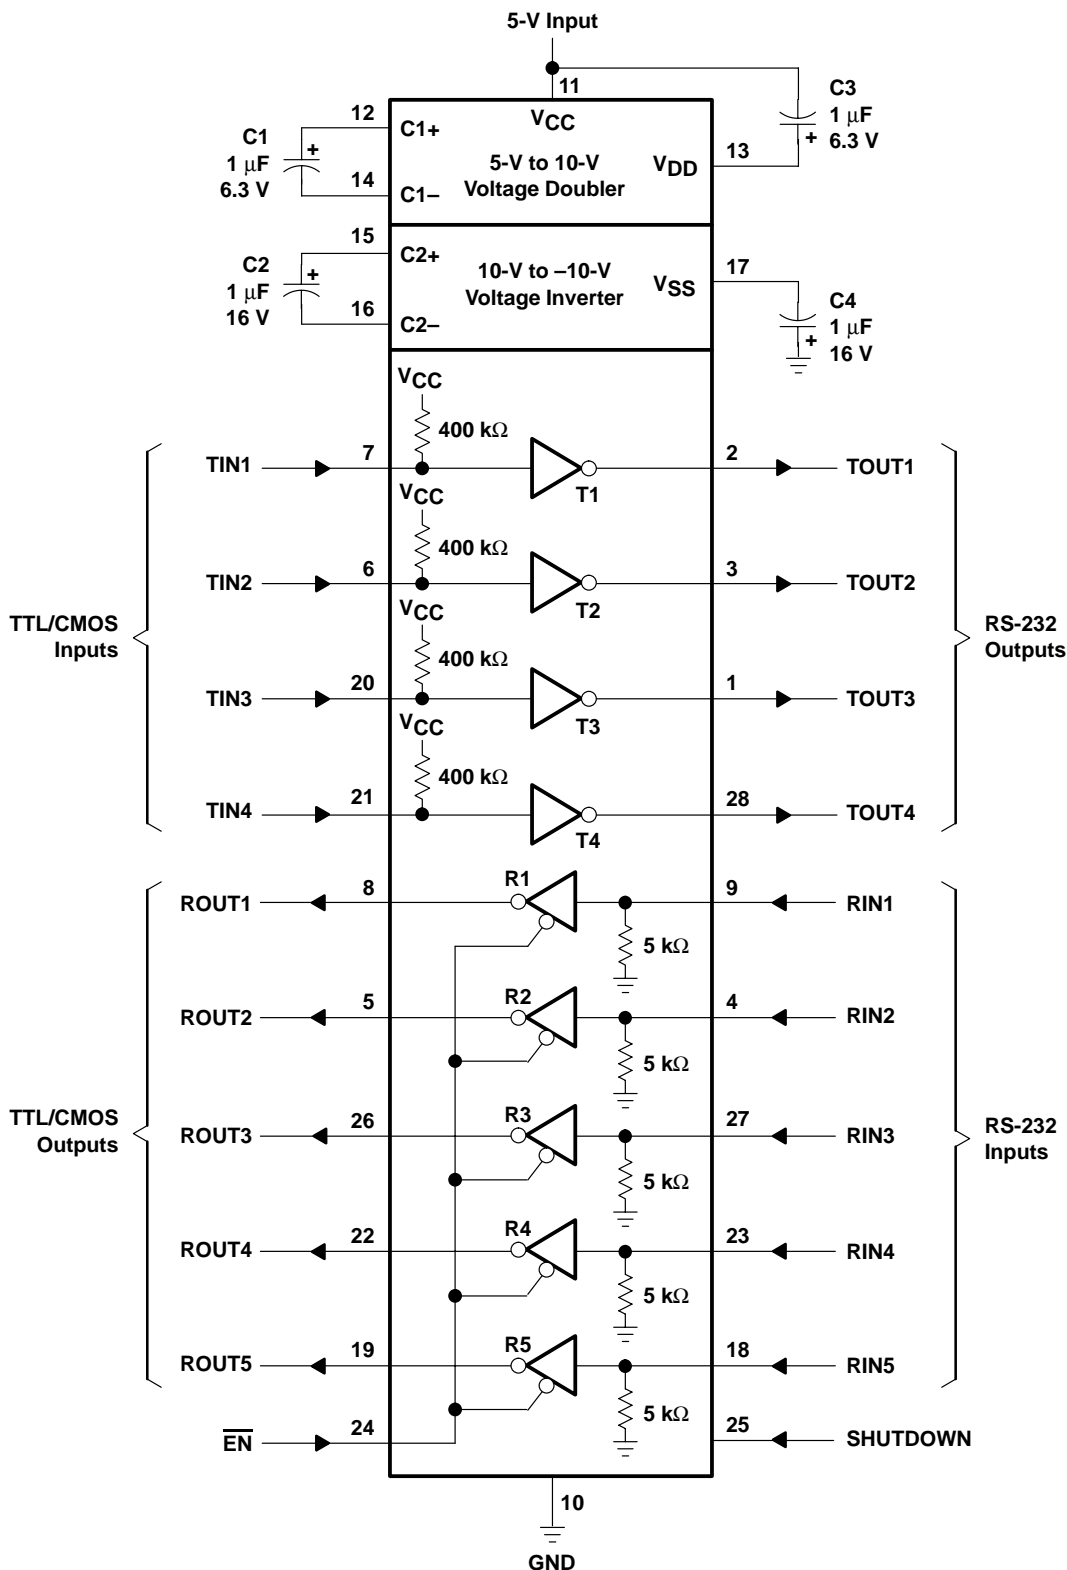 5-V Input
11
VCC
C3
1 μF
6.3 V
+
12
C1+
C1
1 μF
6.3 V
+
14
C1–
5-V to 10-V
Voltage Doubler
VDD
13
15
C2+
C2
1 μF
16 V
+
16
C2–
10-V to –10-V
Voltage Inverter
VSS
17
C4
1 μF
16 V
+
VCC
400 kΩ
TIN1
7
T1
2
TOUT1
VCC
400 kΩ
TIN2
6
T2
3
TOUT2
TTL/CMOS
Inputs
RS-232
Outputs
VCC
400 kΩ
TIN3
20
T3
1
TOUT3
VCC
400 kΩ
TIN4
21
T4
28
TOUT4
ROUT1
8
R1
9
RIN1
5 kΩ
ROUT2
5
R2
4
RIN2
5 kΩ
TTL/CMOS
Outputs
RS-232
Inputs
ROUT3
26
R3
27
RIN3
5 kΩ
ROUT4
22
R4
23
RIN4
5 kΩ
ROUT5
19
R5
18
RIN5
5 kΩ
EN
24
25
SHUTDOWN
10
GND